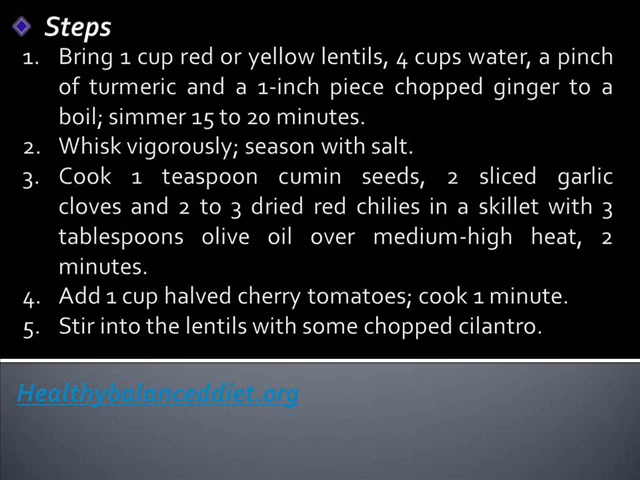 Steps
1. Bring 1 cup red or yellow lentils, 4 cups water, a pinch
of turmeric and a 1-inch piece chopped ginger to a
boil; simmer 15 to 20 minutes.
2. Whisk vigorously; season with salt.
3. Cook 1 teaspoon cumin seeds, 2 sliced garlic
cloves and 2 to 3 dried red chilies in a skillet with 3
tablespoons olive oil over medium-high heat, 2
minutes.
4. Add 1 cup halved cherry tomatoes; cook 1 minute.
5. Stir into the lentils with some chopped cilantro.
Healthybalanceddiet.org